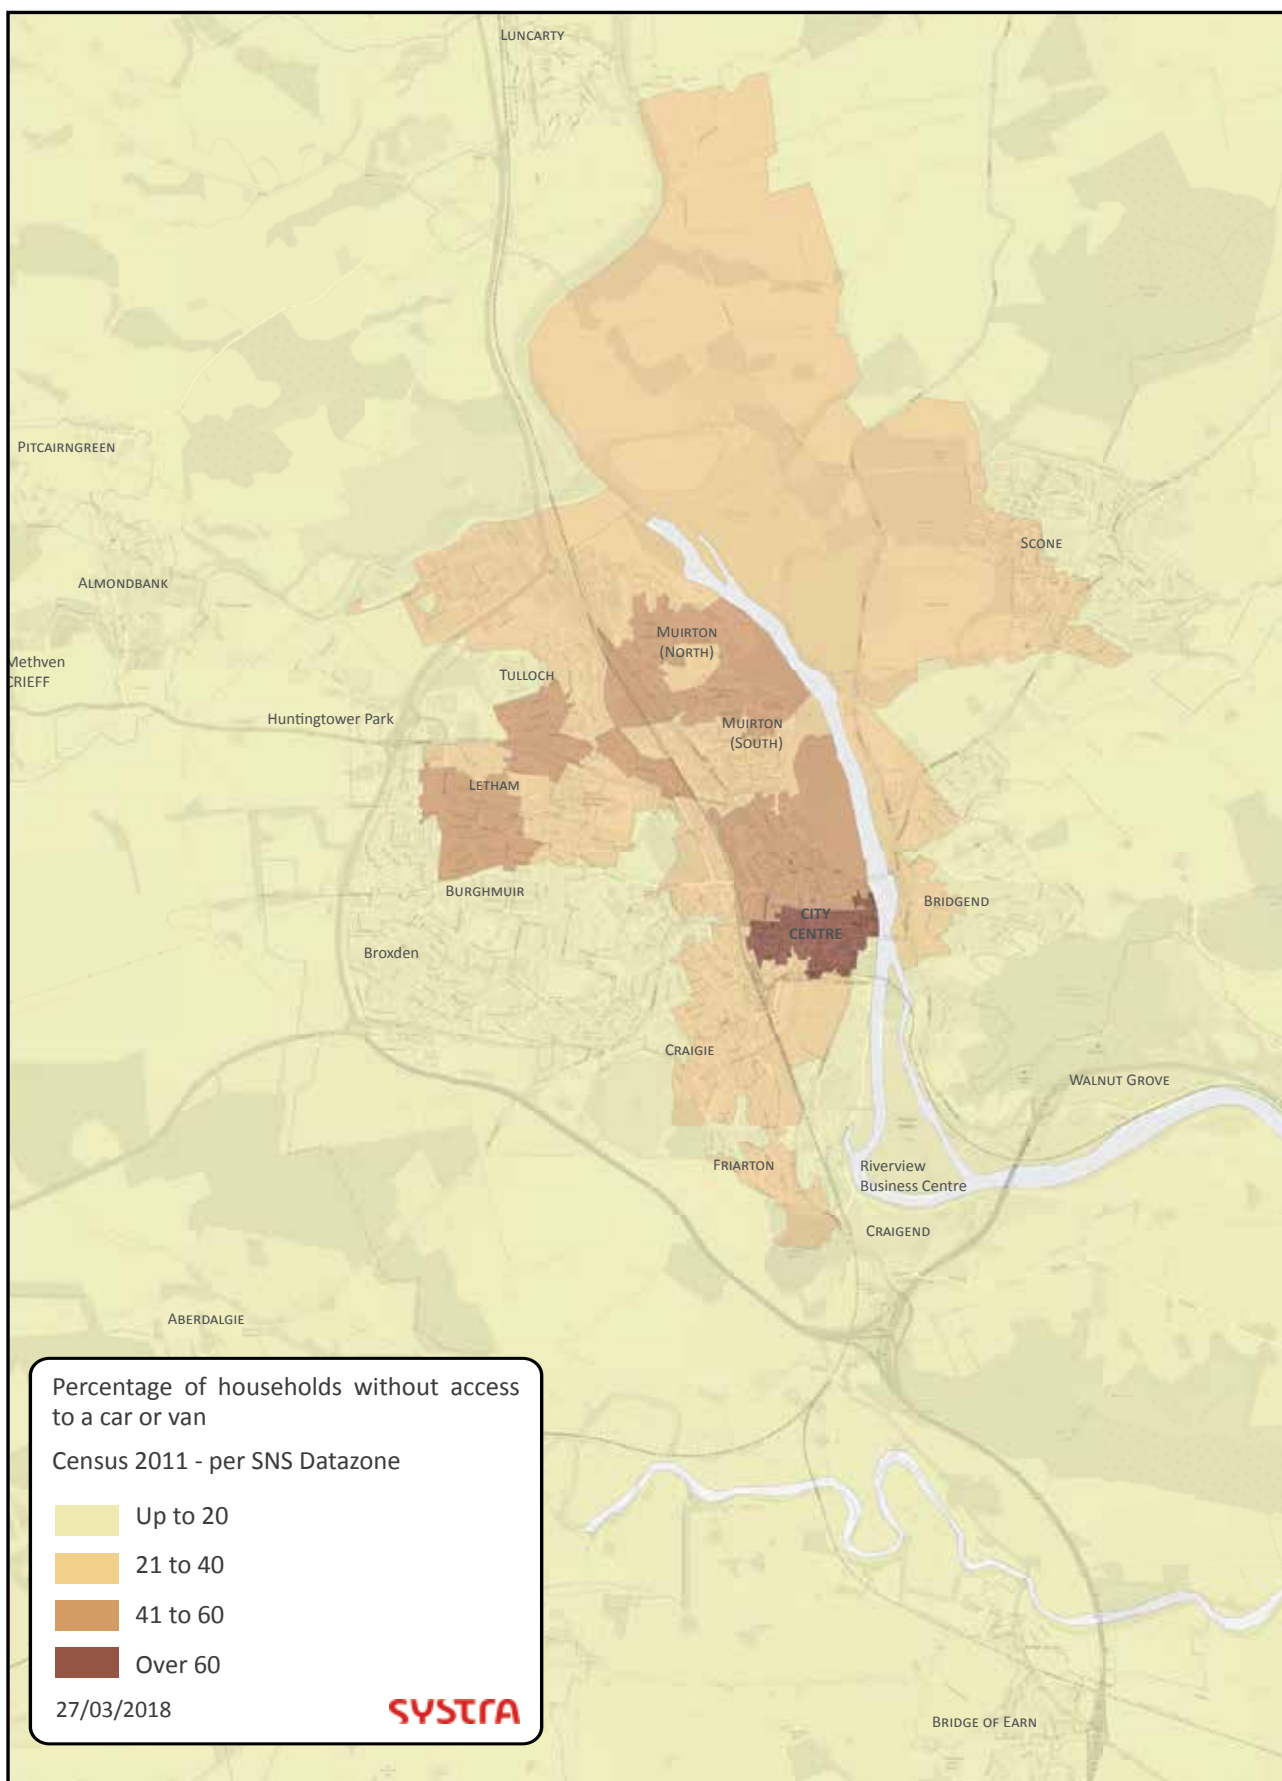 LUNCARTY
PITCAIRNGREEN
SCONE
ALMONDBANK
MUIRTON
(NORTH)
Methven
CRIEFF
TULLOCH
Huntingtower Park
MUIRTON
(SOUTH)
LETHAM
BURGHMUIR
BRIDGEND
CITY
CENTRE
Broxden
CRAIGIE
WALNUT GROVE
FRIARTON
Riverview
Business Centre
CRAIGEND
ABERDALGIE
Percentage of households without access
to a car or van
Census 2011 - per SNS Datazone
Up to 20
21 to 40
41 to 60
Over 60
27/03/2018
SYSTRA
BRIDGE OF EARN